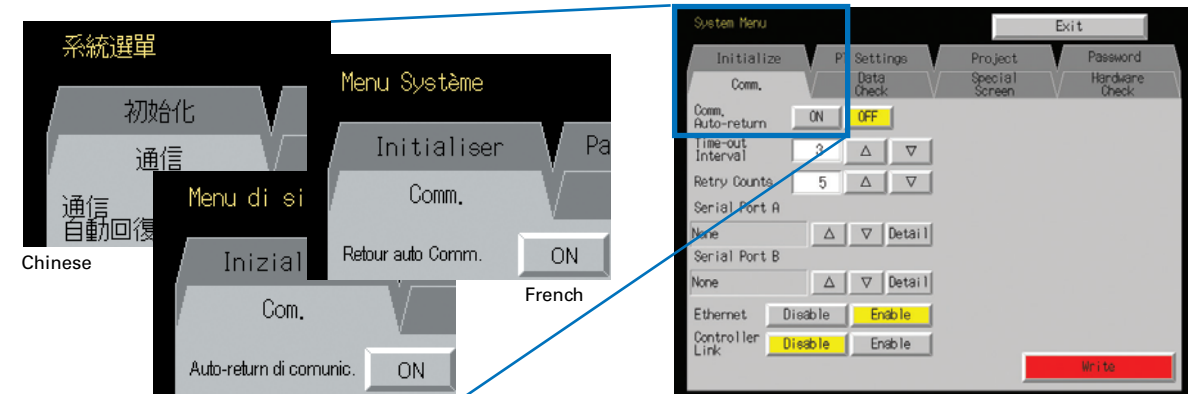 系統選單
初始化
通信
通信
自動回復
Chinese
Menu Système
Initialiser
Pa
Comm.
Retour auto Comm.
ON
French
Menu di si
Inizial
Com.
Auto-return di comunic.
ON
System Menu
Exit
Initialize
PT Settings
Project
Password
Comm.
Data
Check
Special
Screen
Hardware
Check
Comm.
Auto-return
ON
OFF
Time-out
Interval
3
△
▽
Retry Counts
5
△
▽
Serial Port A
None
△
▽
Detail
Serial Port B
None
△
▽
Detail
Ethernet
Disable
Enable
Controller
Link
Disable
Enable
Write